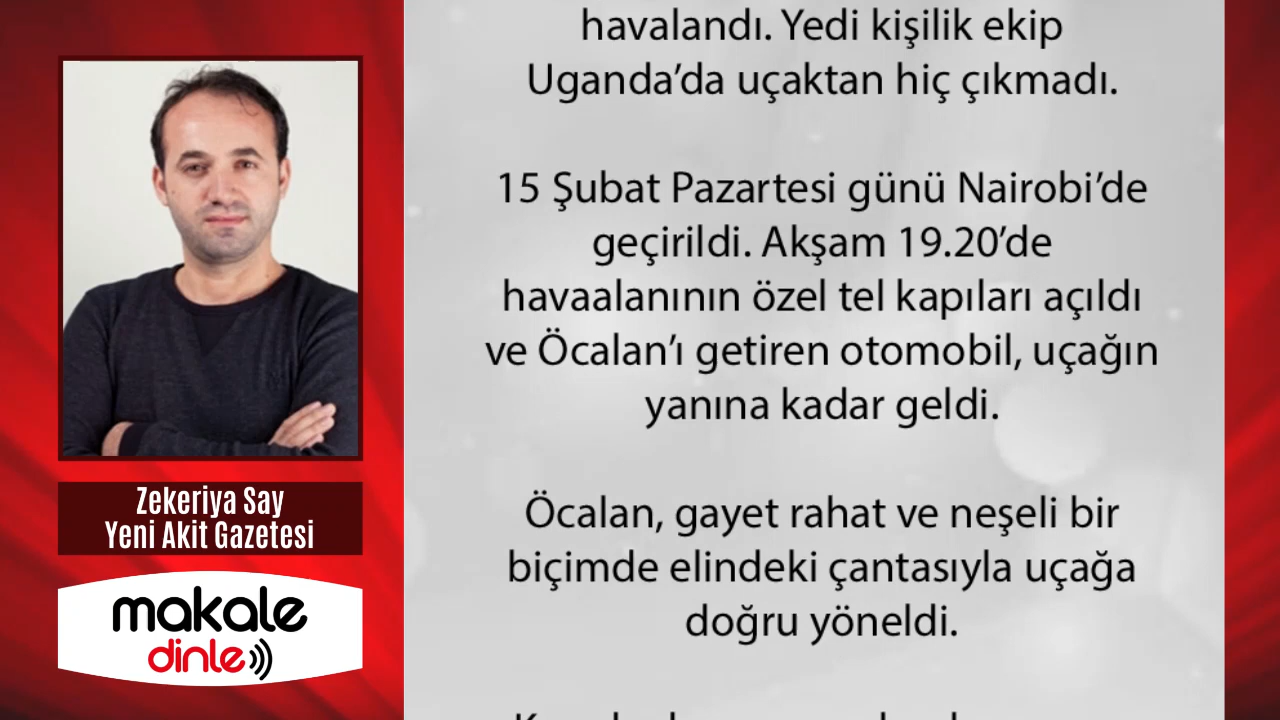 havalandı. Yedi kişilik ekip
Uganda’da uçaktan hiç çıkmadı.
15 Şubat Pazartesi günü Nairobi’de
geçirildi. Akşam 19.20’de
havaalanının özel tel kapıları açıldı
ve Öcalan’ı getiren otomobil, uçağın
yanına kadar geldi.
Öcalan, gayet rahat ve neşeli bir
biçimde elindeki çantasıyla uçağa
doğru yöneldi.
Zekeriya Say
Yeni Akit Gazetesi
makale
dinle